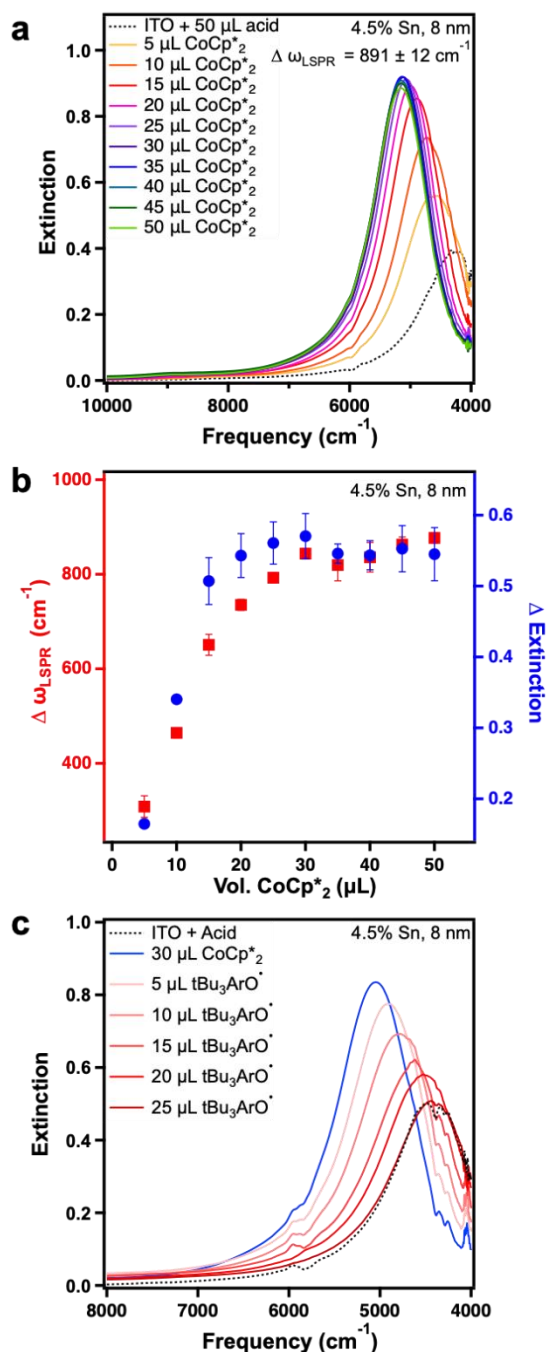 a
4.5% Sn, 8 nm
Δ ω_LSPR = 891 ± 12 cm⁻¹
ITO + 50 µL acid
5 µL CoCp*₂
10 µL CoCp*₂
15 µL CoCp*₂
20 µL CoCp*₂
25 µL CoCp*₂
30 µL CoCp*₂
35 µL CoCp*₂
40 µL CoCp*₂
45 µL CoCp*₂
50 µL CoCp*₂
Extinction
1.0
0.8
0.6
0.4
0.2
0.0
10000 8000 6000 4000
Frequency (cm⁻¹)
b
4.5% Sn, 8 nm
Δ ω_LSPR (cm⁻¹)
1000
800
600
400
Δ Extinction
0.6
0.5
0.4
0.3
0.2
0 10 20 30 40 50
Vol. CoCp*₂ (µL)
c
4.5% Sn, 8 nm
ITO + Acid
30 µL CoCp*₂
5 µL tBu₃ArO•
10 µL tBu₃ArO•
15 µL tBu₃ArO•
20 µL tBu₃ArO•
25 µL tBu₃ArO•
Extinction
1.0
0.8
0.6
0.4
0.2
0.0
8000 7000 6000 5000 4000
Frequency (cm⁻¹)